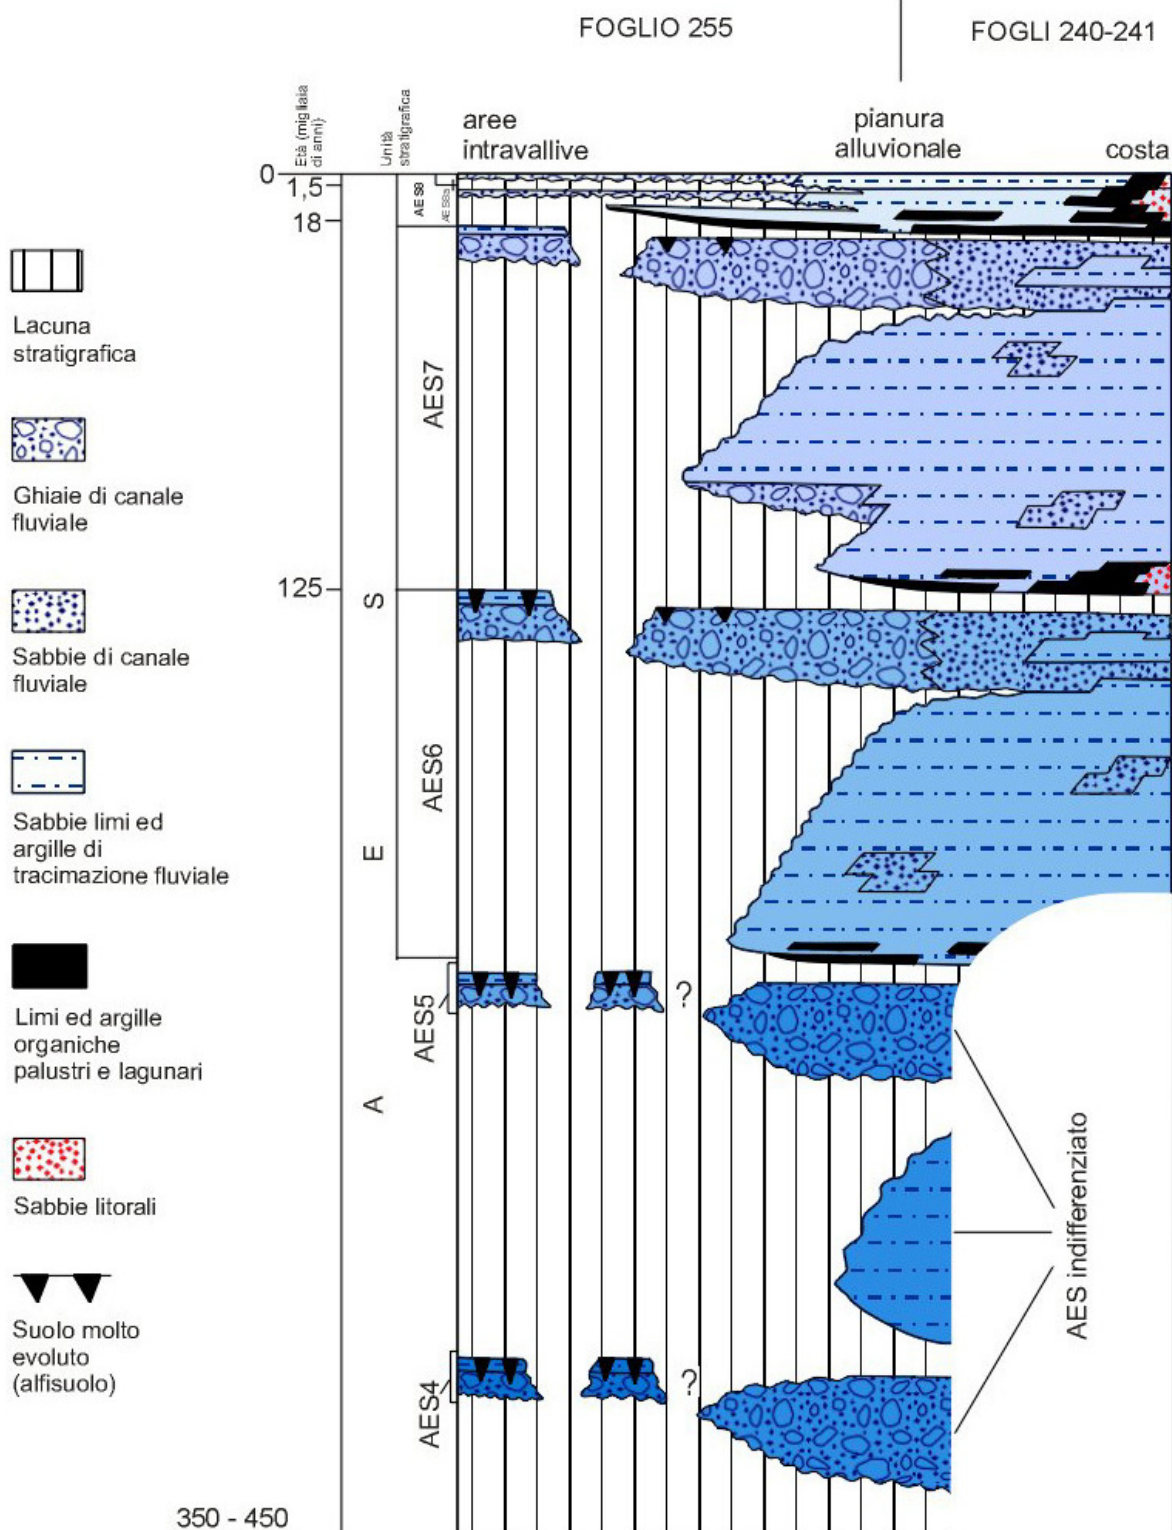 FOGLIO 255
FOGLI 240-241
Età (migliaia
di anni)
Unità
stratigrafica
aree
intravallive
pianura
alluvionale
costa
0
1,5
18
AES8
AES8a
Lacuna
stratigrafica
Ghiaie di canale
fluviale
AES7
125
S
Sabbie di canale
fluviale
AES6
Sabbie limi ed
argille di
tracimazione fluviale
E
Limi ed argille
organiche
palustri e lagunari
AES5
?
A
Sabbie litorali
AES indifferenziato
Suolo molto
evoluto
(alfisuolo)
AES4
?
350 - 450